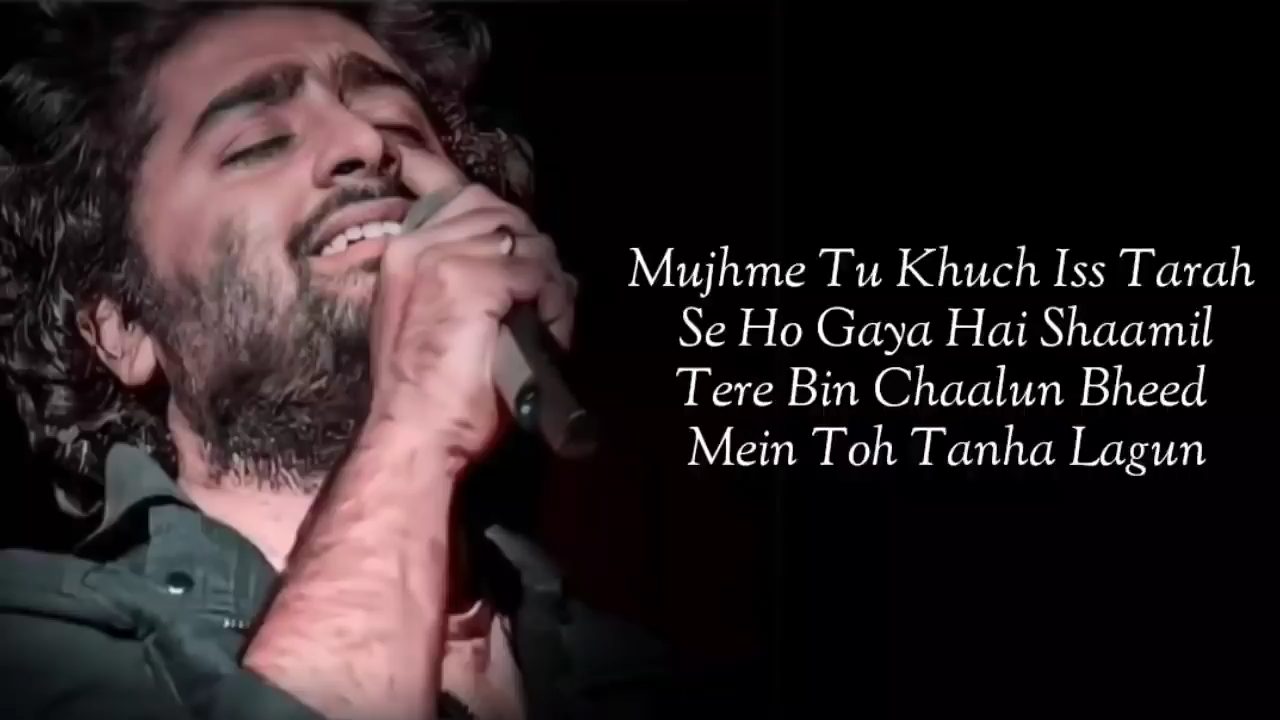 Mujhme Tu Khuch Iss Tarah
Se Ho Gaya Hai Shaamil
Tere Bin Chaalun Bheed
Mein Toh Tanha Lagun